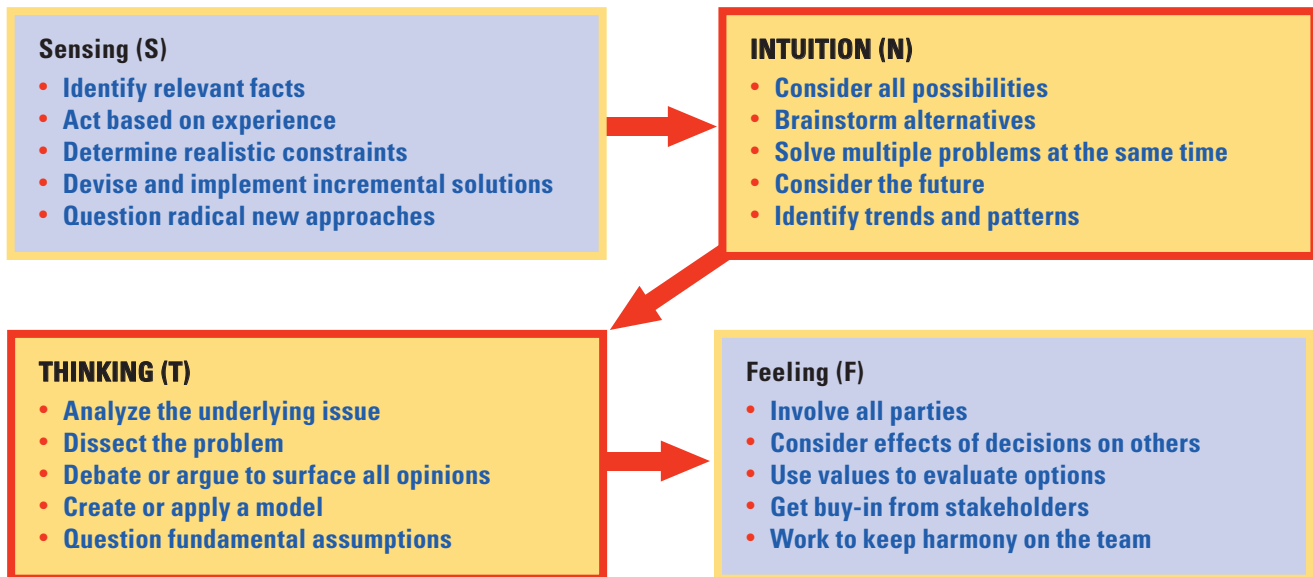 Sensing (S)
• Identify relevant facts
• Act based on experience
• Determine realistic constraints
• Devise and implement incremental solutions
• Question radical new approaches
INTUITION (N)
• Consider all possibilities
• Brainstorm alternatives
• Solve multiple problems at the same time
• Consider the future
• Identify trends and patterns
THINKING (T)
• Analyze the underlying issue
• Dissect the problem
• Debate or argue to surface all opinions
• Create or apply a model
• Question fundamental assumptions
Feeling (F)
• Involve all parties
• Consider effects of decisions on others
• Use values to evaluate options
• Get buy-in from stakeholders
• Work to keep harmony on the team